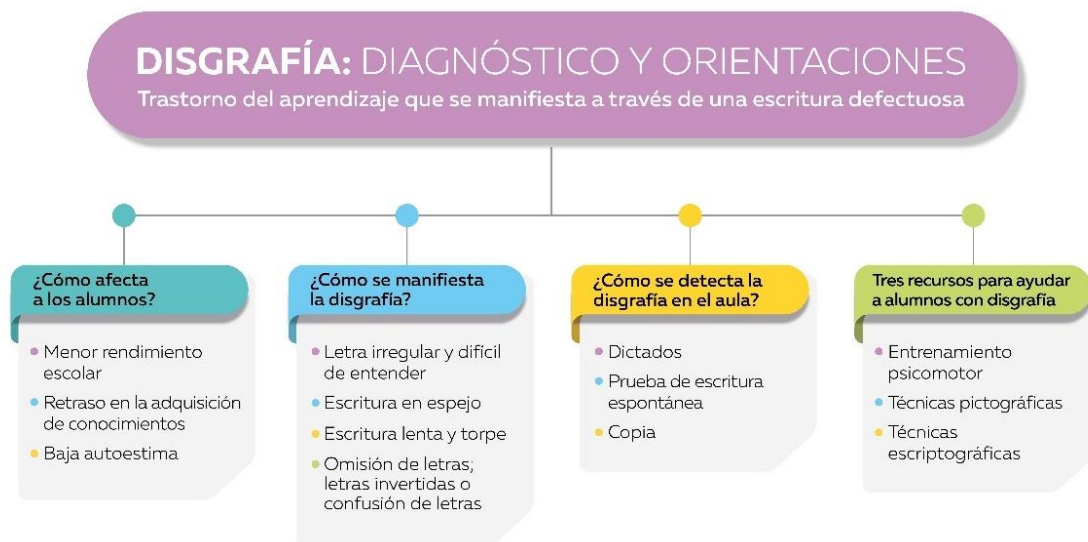 DISGRAFÍA: DIAGNÓSTICO Y ORIENTACIONES
Trastorno del aprendizaje que se manifiesta a través de una escritura defectuosa
¿Cómo afecta
a los alumnos?
Menor rendimiento
escolar
Retraso en la adquisición
de conocimientos
Baja autoestima
¿Cómo se manifiesta
la disgrafía?
Letra irregular y difícil
de entender
Escritura en espejo
Escritura lenta y torpe
Omisión de letras;
letras invertidas o
confusión de letras
¿Cómo se detecta la
disgrafía en el aula?
Dictados
Prueba de escritura
espontánea
Copia
Tres recursos para ayudar
a alumnos con disgrafía
Entrenamiento
psicomotor
Técnicas pictográficas
Técnicas
escriptográficas